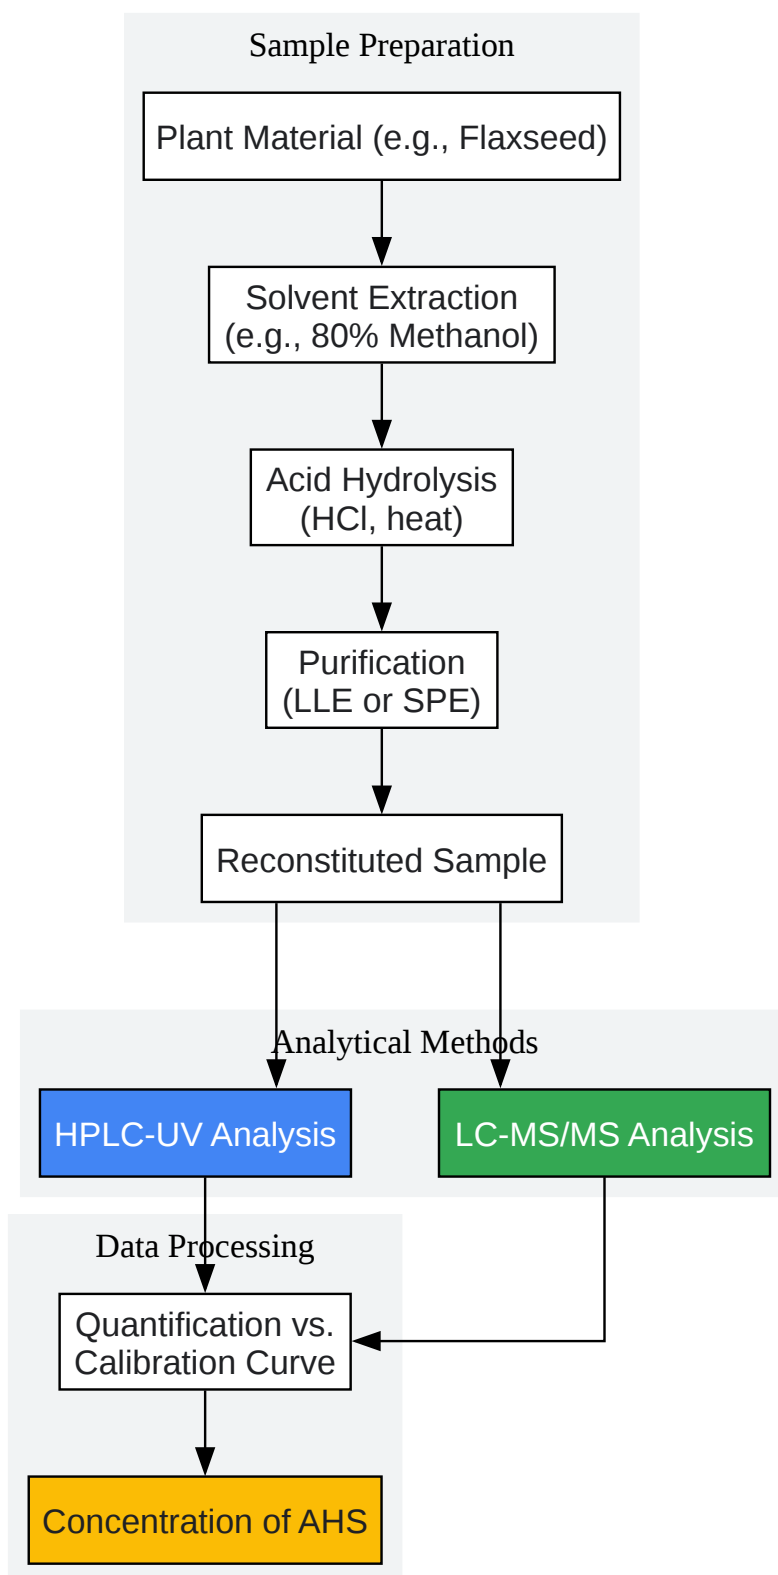 Sample Preparation
Plant Material (e.g., Flaxseed)
Solvent Extraction
(e.g., 80% Methanol)
Acid Hydrolysis
(HCl, heat)
Purification
(LLE or SPE)
Reconstituted Sample
Analytical Methods
HPLC-UV Analysis
LC-MS/MS Analysis
Data Processing
Quantification vs.
Calibration Curve
Concentration of AHS